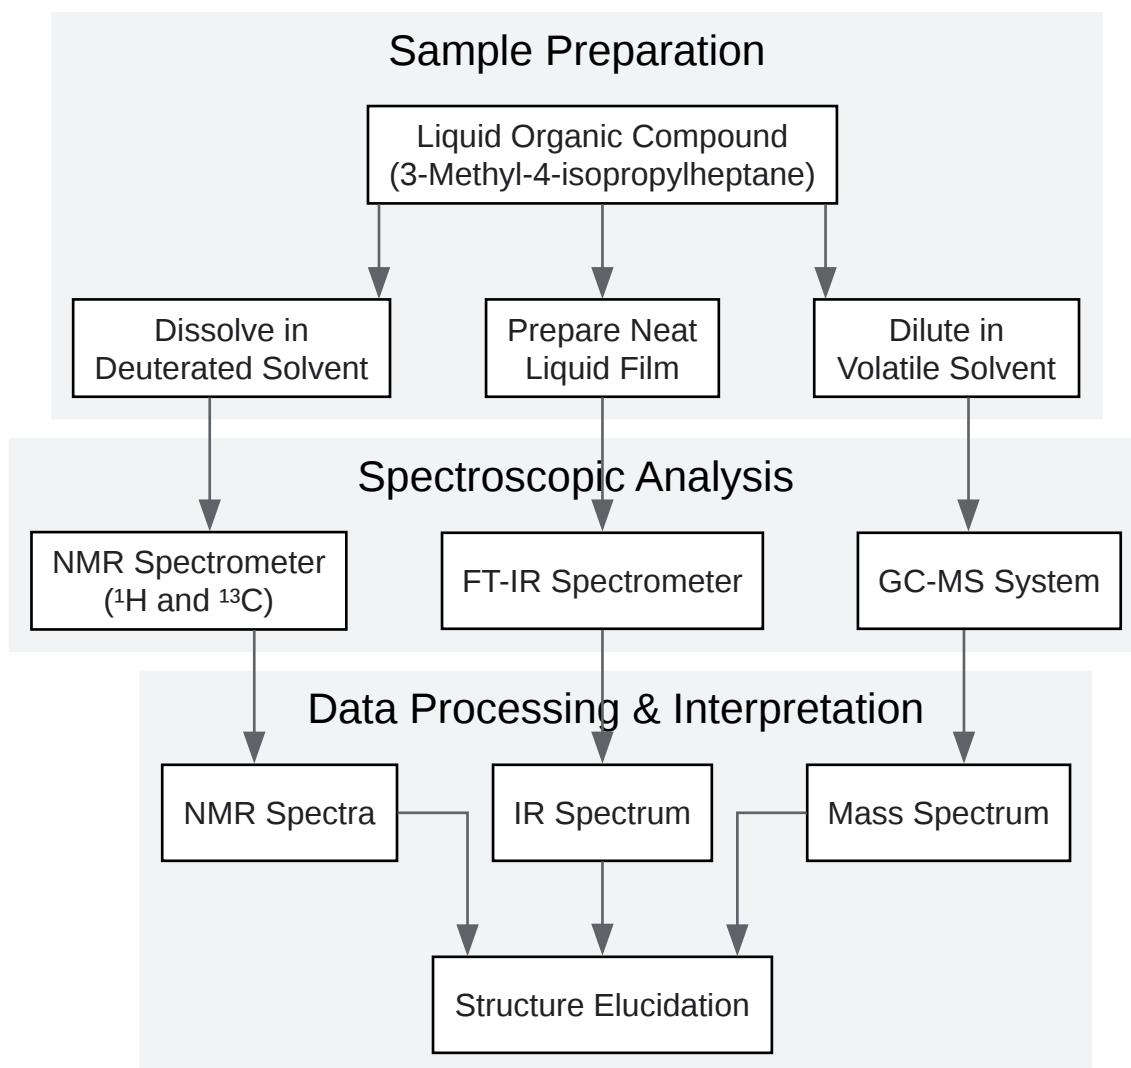 Sample Preparation
Liquid Organic Compound
(3-Methyl-4-isopropylheptane)
Dissolve in
Deuterated Solvent
Prepare Neat
Liquid Film
Dilute in
Volatile Solvent
Spectroscopic Analysis
NMR Spectrometer
(¹H and ¹³C)
FT-IR Spectrometer
GC-MS System
Data Processing & Interpretation
NMR Spectra
IR Spectrum
Mass Spectrum
Structure Elucidation